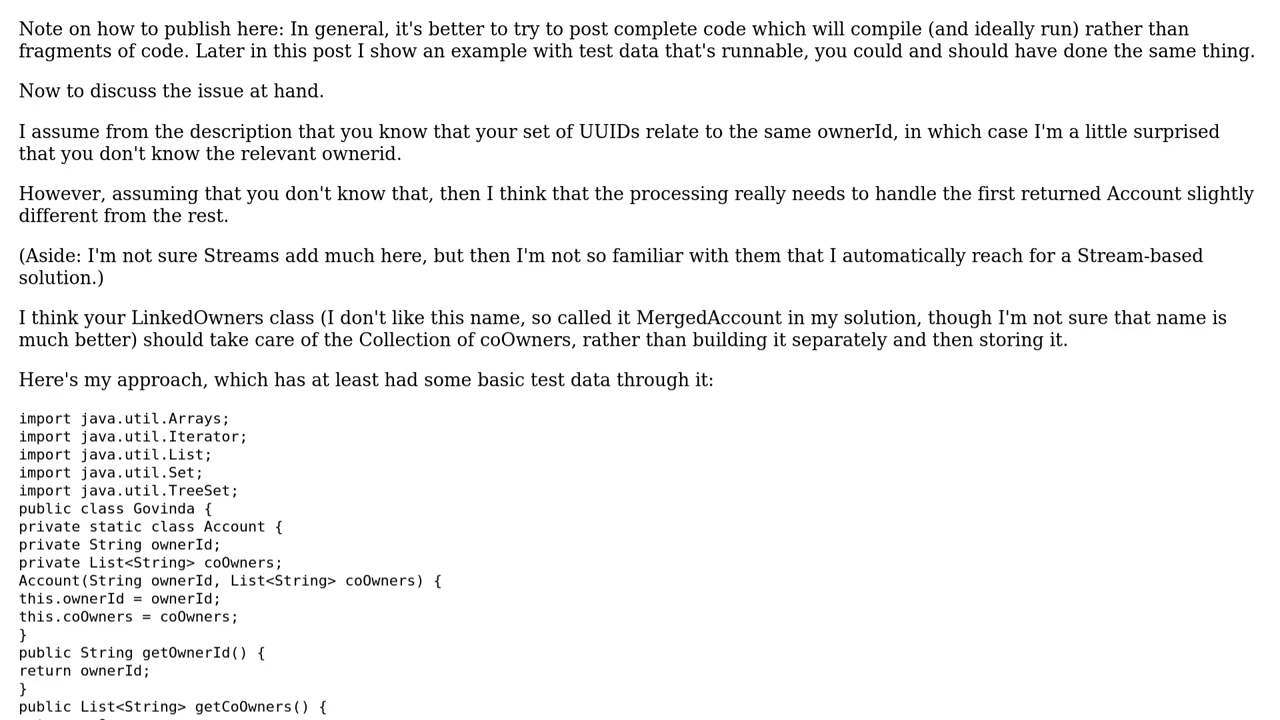 Note on how to publish here: In general, it's better to try to post complete code which will compile (and ideally run) rather than
fragments of code. Later in this post I show an example with test data that's runnable, you could and should have done the same thing.
Now to discuss the issue at hand.
I assume from the description that you know that your set of UUIDs relate to the same ownerId, in which case I'm a little surprised
that you don't know the relevant ownerid.
However, assuming that you don't know that, then I think that the processing really needs to handle the first returned Account slightly
different from the rest.
(Aside: I'm not sure Streams add much here, but then I'm not so familiar with them that I automatically reach for a Stream-based
solution.)
I think your LinkedOwners class (I don't like this name, so called it MergedAccount in my solution, though I'm not sure that name is
much better) should take care of the Collection of coOwners, rather than building it separately and then storing it.
Here's my approach, which has at least had some basic test data through it:
import java.util.Arrays;
import java.util.Iterator;
import java.util.List;
import java.util.Set;
import java.util.TreeSet;
public class Govinda {
private static class Account {
private String ownerId;
private List<String> coOwners;
Account(String ownerId, List<String> coOwners) {
this.ownerId = ownerId;
this.coOwners = coOwners;
}
public String getOwnerId() {
return ownerId;
}
public List<String> getCoOwners() {